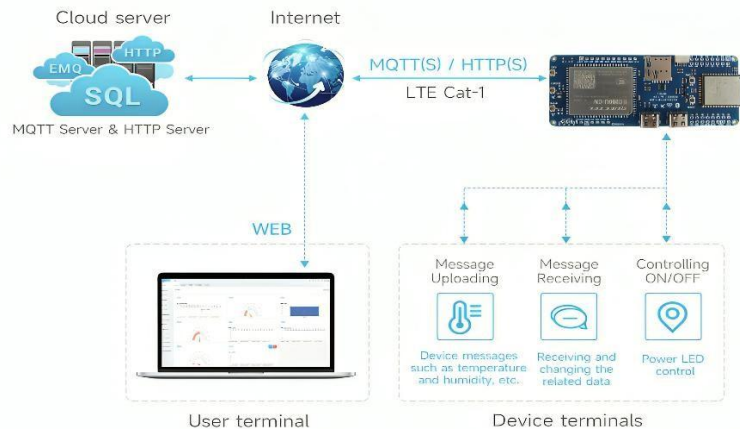 Cloud server
Internet
HTTP
EMQ
SQL
MQTT Server & HTTP Server
MQTT(S) / HTTP(S)
LTE Cat-1
WEB
Message
Uploading
Message
Receiving
Controlling
ON/OFF
Device messages
such as temperature
and humidity, etc.
Receiving and
changing the
related data
Power LED
control
User terminal
Device terminals